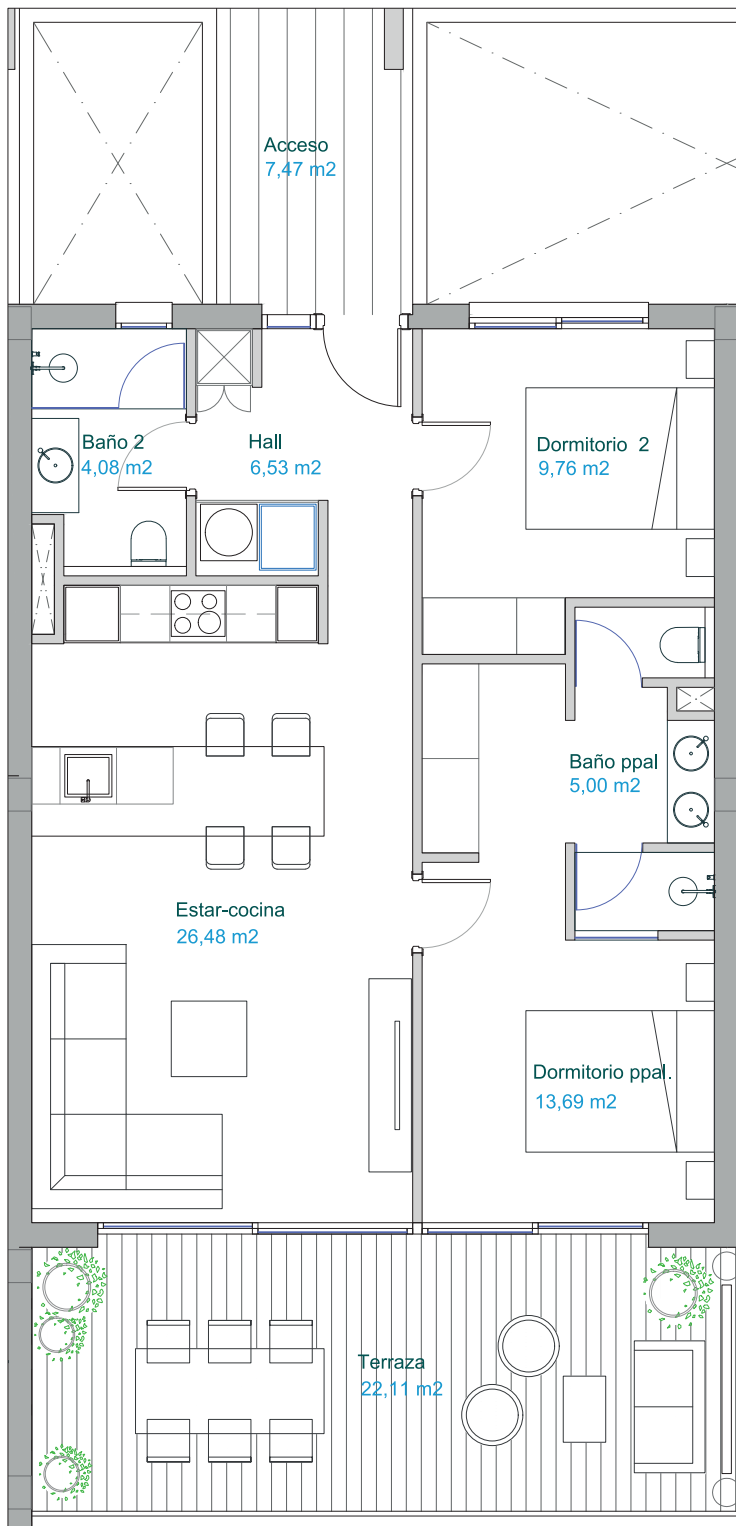 Acceso
7,47 m2
Baño 2
4,08 m2
Hall
6,53 m2
Dormitorio 2
9,76 m2
Baño ppal
5,00 m2
Estar-cocina
26,48 m2
Dormitorio ppal.
13,69 m2
Terraza
22,11 m2